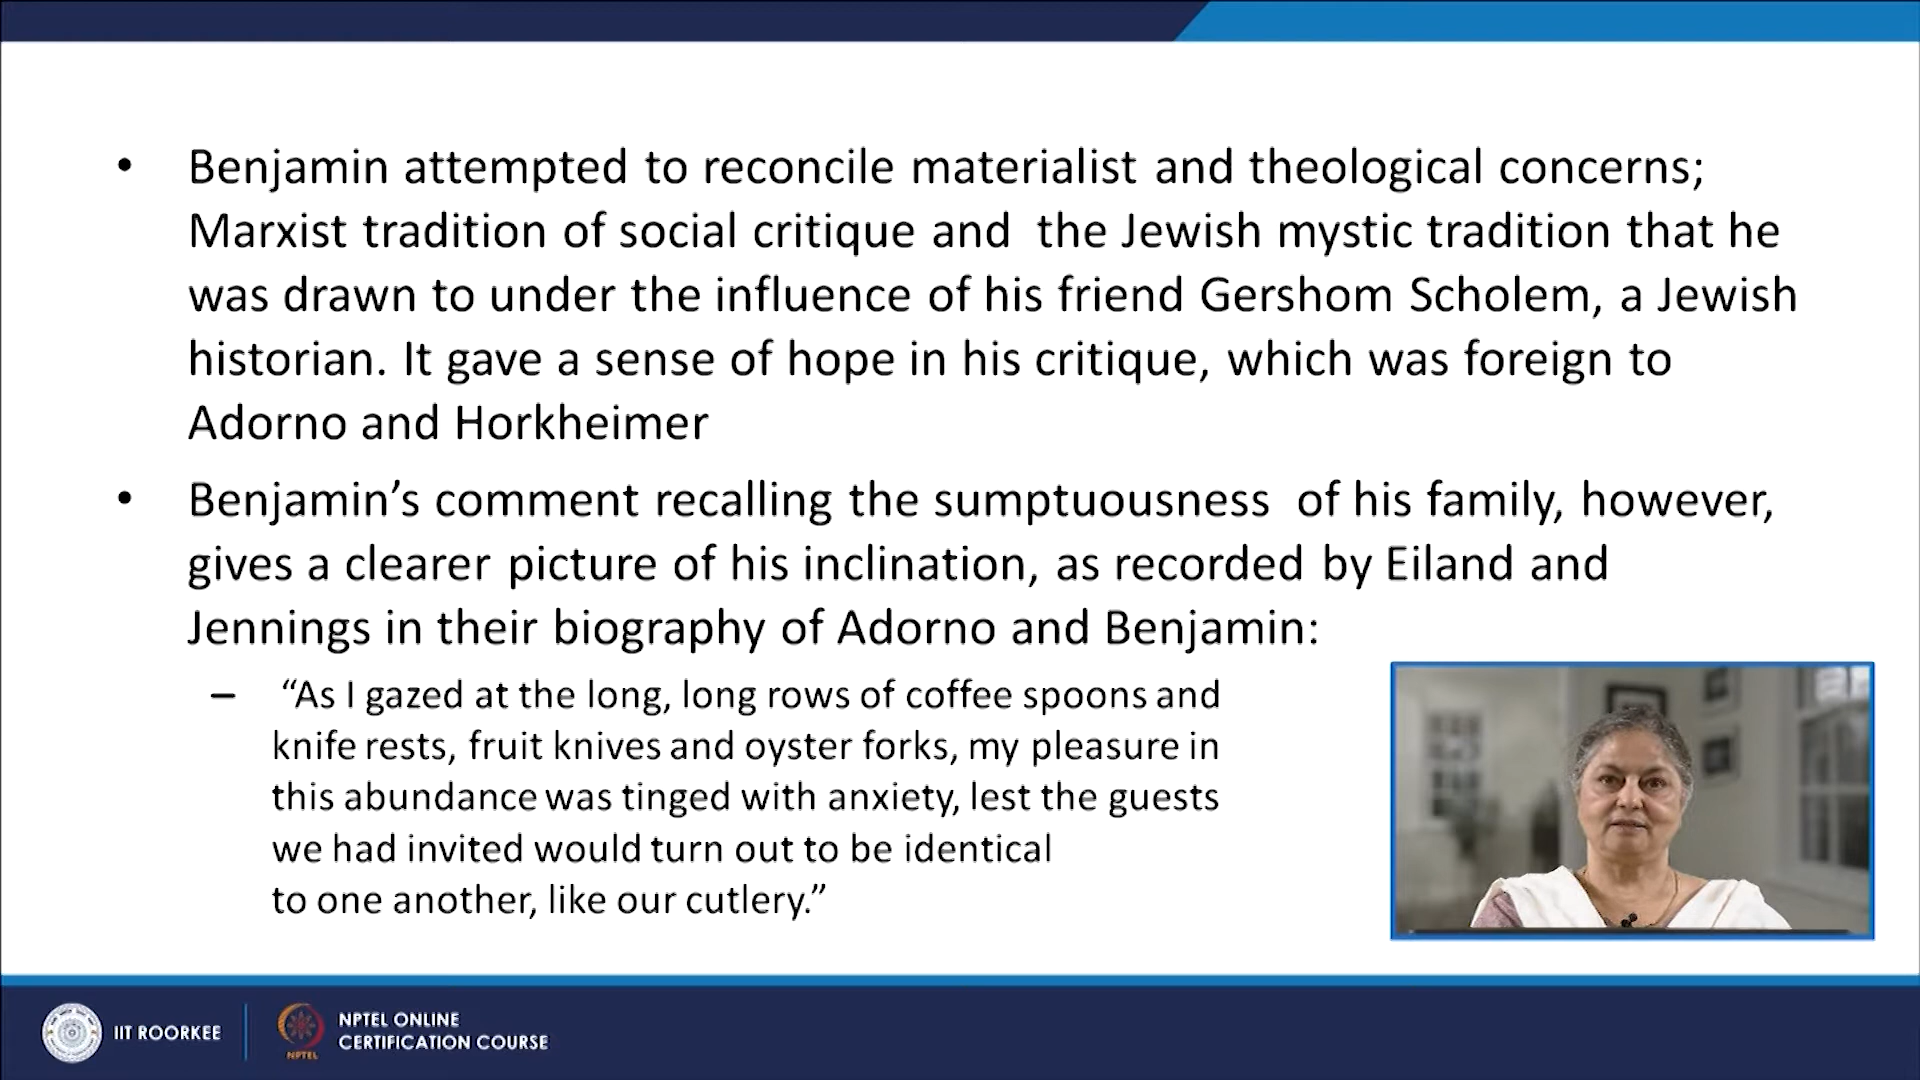 • Benjamin attempted to reconcile materialist and theological concerns;
Marxist tradition of social critique and  the Jewish mystic tradition that he
was drawn to under the influence of his friend Gershom Scholem, a Jewish
historian. It gave a sense of hope in his critique, which was foreign to
Adorno and Horkheimer
• Benjamin’s comment recalling the sumptuousness  of his family, however,
gives a clearer picture of his inclination, as recorded by Eiland and
Jennings in their biography of Adorno and Benjamin:
– “As I gazed at the long, long rows of coffee spoons and
knife rests, fruit knives and oyster forks, my pleasure in
this abundance was tinged with anxiety, lest the guests
we had invited would turn out to be identical
to one another, like our cutlery.”
IIT ROORKEE
NPTEL
NPTEL ONLINE
CERTIFICATION COURSE